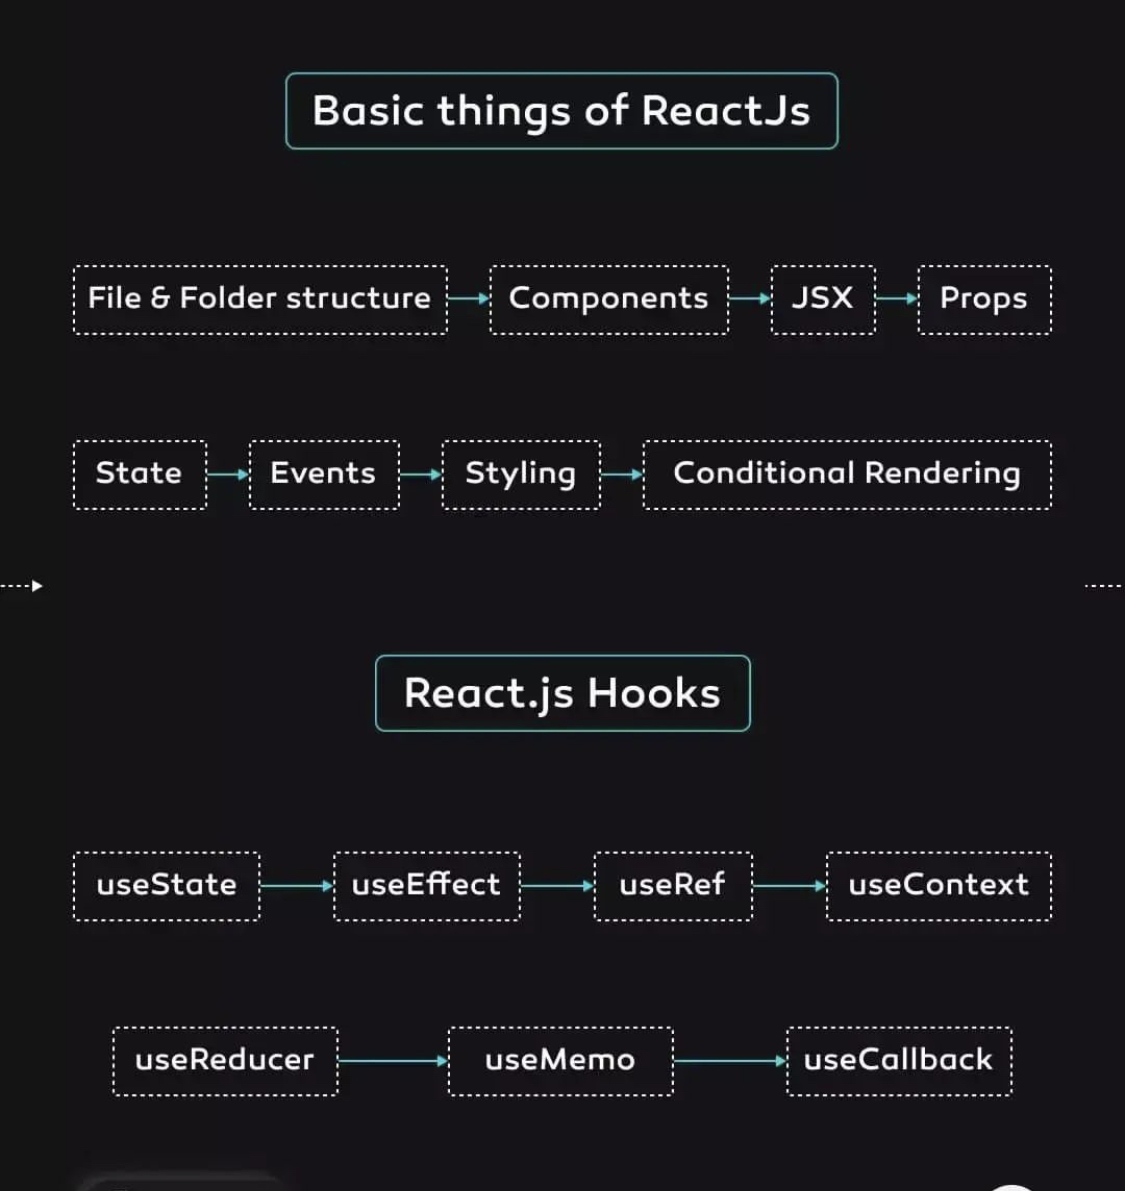 Basic things of ReactJs
File & Folder structure
Components
JSX
Props
State
Events
Styling
Conditional Rendering
React.js Hooks
useState
useEffect
useRef
useContext
useReducer
useMemo
useCallback